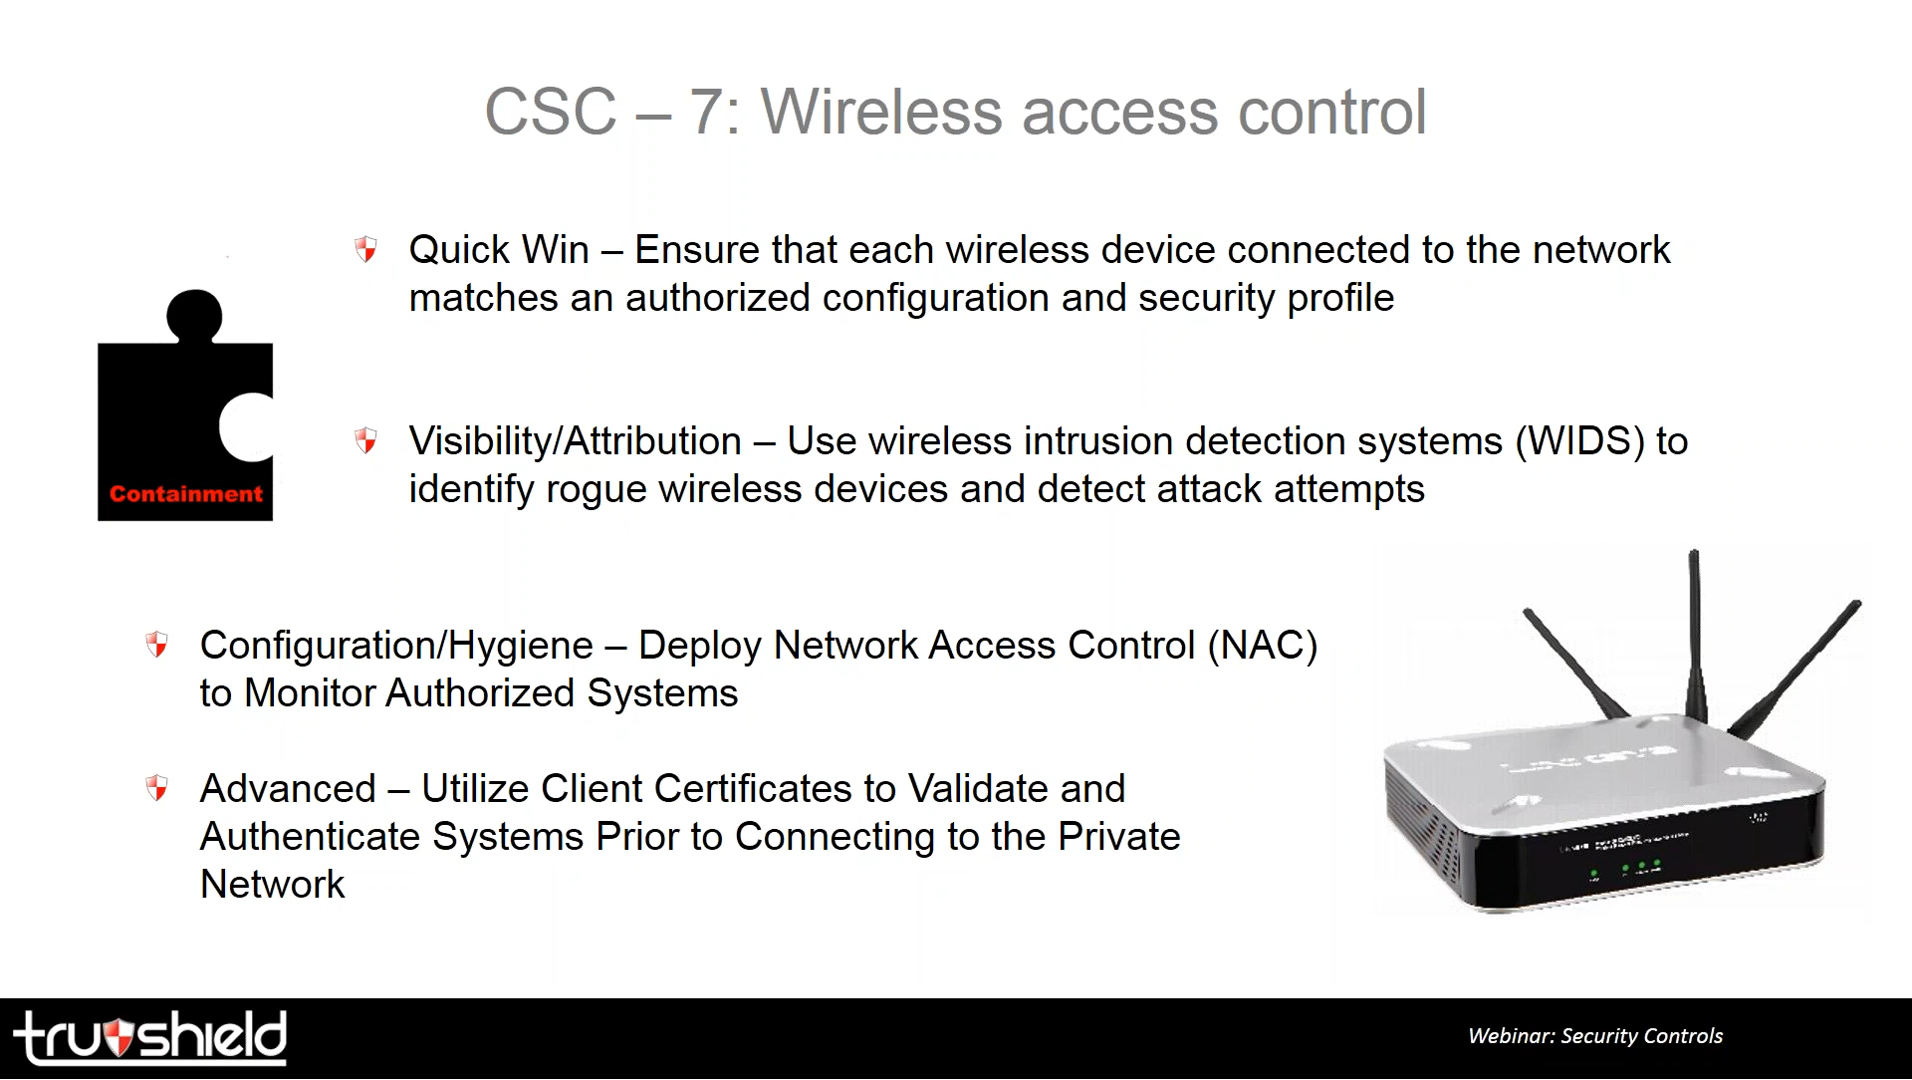 CSC – 7: Wireless access control
Quick Win – Ensure that each wireless device connected to the network
matches an authorized configuration and security profile
Containment
Visibility/Attribution – Use wireless intrusion detection systems (WIDS) to
identify rogue wireless devices and detect attack attempts
Configuration/Hygiene – Deploy Network Access Control (NAC)
to Monitor Authorized Systems
Advanced – Utilize Client Certificates to Validate and
Authenticate Systems Prior to Connecting to the Private
Network
trushield
Webinar: Security Controls